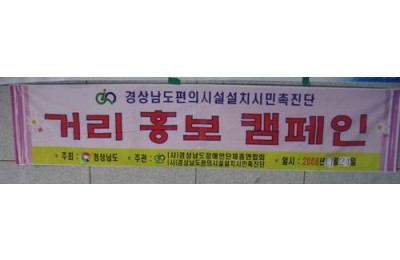 경상남도편의시설설치시민촉진단
거리 홍보 캠페인
주최 : 경상남도 주관 : (사)경상남도장애인단체총연합회 일시 : 2008년
(사)경상남도편의시설설치시민촉진단